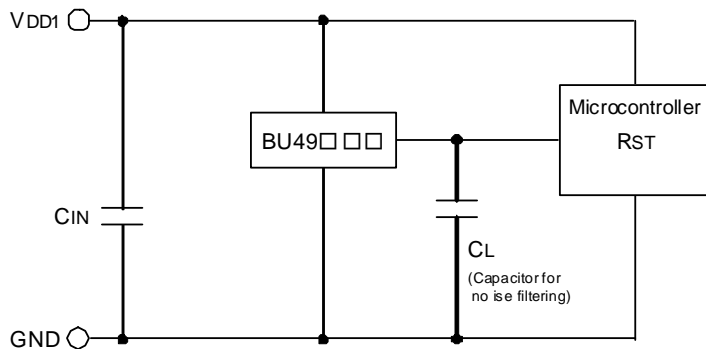 VDD1
Microcontroller
RST
BU49□□□
CIN
CL
(Capacitor for
no ise filtering)
GND